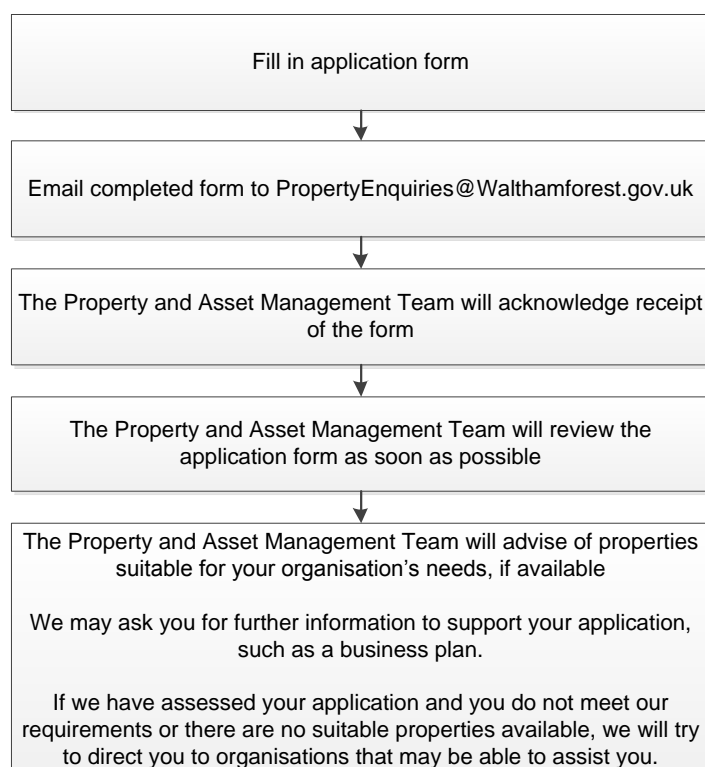 Fill in application form
Email completed form to PropertyEnquiries@Walthamforest.gov.uk
The Property and Asset Management Team will acknowledge receipt
of the form
The Property and Asset Management Team will review the
application form as soon as possible
The Property and Asset Management Team will advise of properties
suitable for your organisation’s needs, if available
We may ask you for further information to support your application,
such as a business plan.
If we have assessed your application and you do not meet our
requirements or there are no suitable properties available, we will try
to direct you to organisations that may be able to assist you.